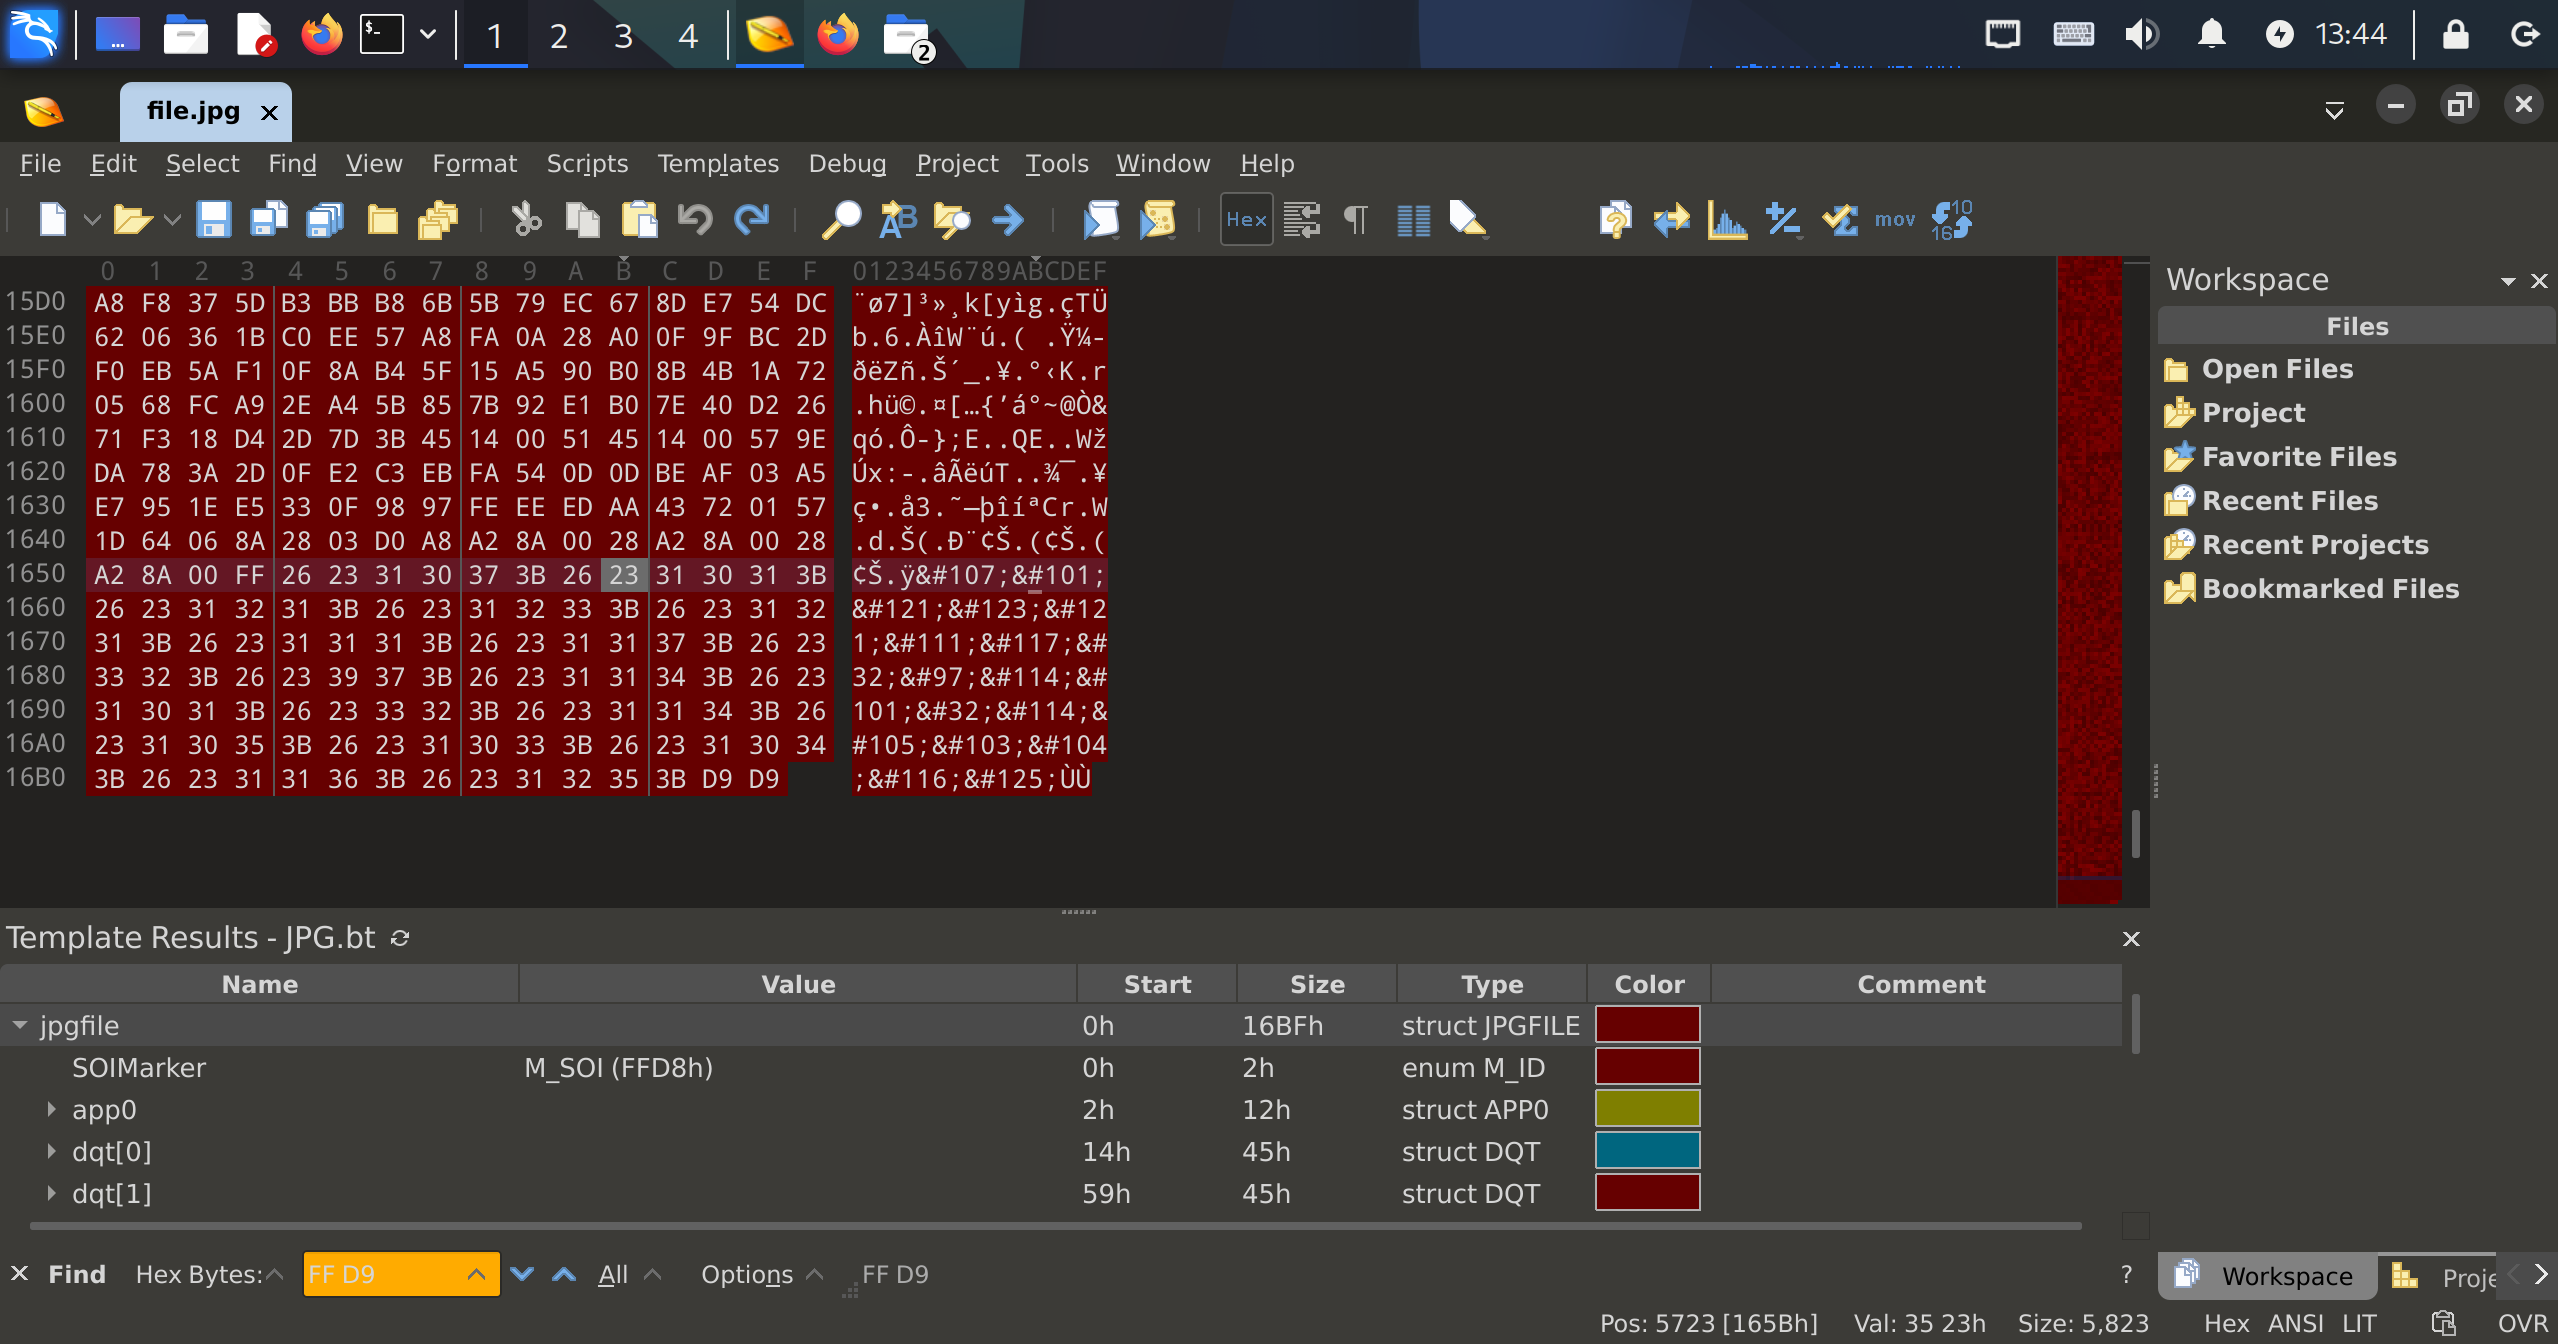 $-
1 2 3 4
2
13:44
file.jpg
File Edit Select Find View Format Scripts Templates Debug Project Tools Window Help
Hex mov 10 16
0 1 2 3 4 5 6 7 8 9 A B C D E F 0123456789ABCDEF
15D0 A8 F8 37 5D B3 BB B8 6B 5B 79 EC 67 8D E7 54 DC ¨ø7]³»¸k[yìg.çTÜ
15E0 62 06 36 1B C0 EE 57 A8 FA 0A 28 A0 0F 9F BC 2D b.6.ÀîW¨ú.( .Ÿ¼-
15F0 F0 EB 5A F1 0F 8A B4 5F 15 A5 90 B0 8B 4B 1A 72 ðëZñ.Š´_.¥.°‹K.r
1600 05 68 FC A9 2E A4 5B 85 7B 92 E1 B0 7E 40 D2 26 .hü©.¤[…{’á°~@Ò&
1610 71 F3 18 D4 2D 7D 3B 45 14 00 51 45 14 00 57 9E qó.Ô-};E..QE..Wž
1620 DA 78 3A 2D 0F E2 C3 EB FA 54 0D 0D BE AF 03 A5 Úx:-.âÃëúT..¾¯.¥
1630 E7 95 1E E5 33 0F 98 97 FE EE ED AA 43 72 01 57 ç•.å3.˜—þîíªCr.W
1640 1D 64 06 8A 28 03 D0 A8 A2 8A 00 28 A2 8A 00 28 .d.Š(.Ð¨¢Š.(¢Š.(
1650 A2 8A 00 FF 26 23 31 30 37 3B 26 23 31 30 31 3B ¢Š.ÿ&#107;&#101;
1660 26 23 31 32 31 3B 26 23 31 32 33 3B 26 23 31 32 &#121;&#123;&#12
1670 31 3B 26 23 31 31 31 3B 26 23 31 31 37 3B 26 23 1;&#111;&#117;&#
1680 33 32 3B 26 23 39 37 3B 26 23 31 31 34 3B 26 23 32;&#97;&#114;&#
1690 31 30 31 3B 26 23 33 32 3B 26 23 31 31 34 3B 26 101;&#32;&#114;&
16A0 23 31 30 35 3B 26 23 31 30 33 3B 26 23 31 30 34 #105;&#103;&#104
16B0 3B 26 23 31 31 36 3B 26 23 31 32 35 3B D9 D9 ;&#116;&#125;ÙÙ
Workspace
Files
Open Files
Project
Favorite Files
Recent Files
Recent Projects
Bookmarked Files
Template Results - JPG.bt
Name Value Start Size Type Color Comment
jpgfile 0h 16BFh struct JPGFILE
SOIMarker M_SOI (FFD8h) 0h 2h enum M_ID
app0 2h 12h struct APP0
dqt[0] 14h 45h struct DQT
dqt[1] 59h 45h struct DQT
Find Hex Bytes: FF D9 All Options FF D9 ?
Workspace Proje
Pos: 5723 [165Bh] Val: 35 23h Size: 5,823 Hex ANSI LIT OVR